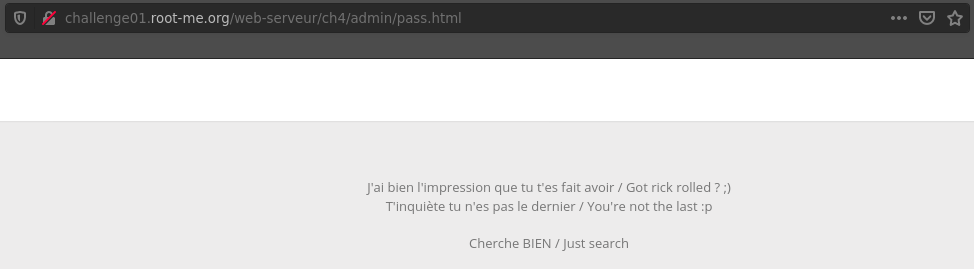 challenge01.root-me.org/web-serveur/ch4/admin/pass.html
J'ai bien l'impression que tu t'es fait avoir / Got rick rolled ? ;)
T'inquiète tu n'es pas le dernier / You're not the last :p
Cherche BIEN / Just search